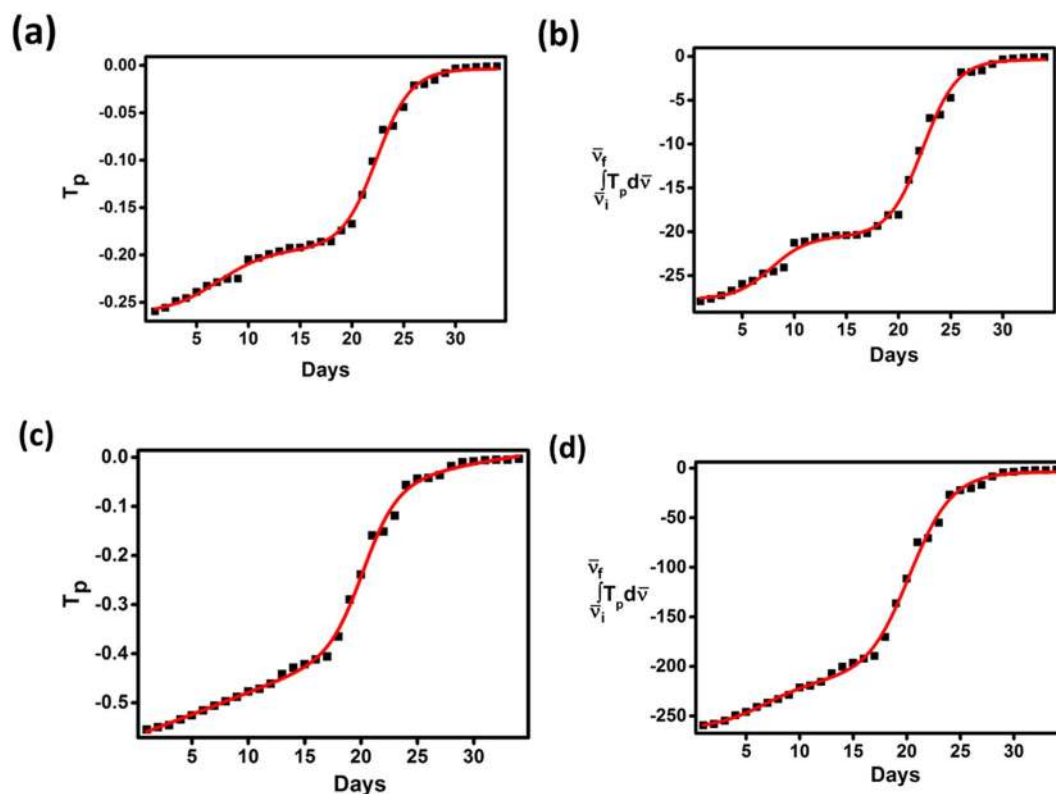 (a)
0.00
-0.05
-0.10
-0.15
-0.20
-0.25
Tp
5 10 15 20 25 30
Days
(b)
0
-5
-10
-15
-20
-25
ν̄f
∫Tpdν̄
ν̄i
5 10 15 20 25 30
Days
(c)
0.0
-0.1
-0.2
-0.3
-0.4
-0.5
Tp
5 10 15 20 25 30
Days
(d)
0
-50
-100
-150
-200
-250
ν̄f
∫Tpdν̄
ν̄i
5 10 15 20 25 30
Days